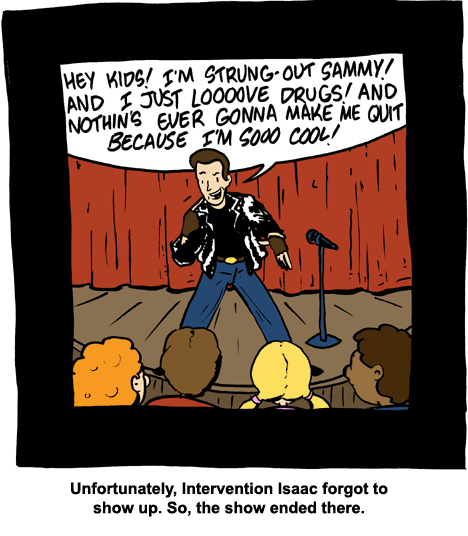 HEY KIDS! I'M STRUNG-OUT SAMMY!
AND I JUST LOOOOVE DRUGS! AND
NOTHIN'S EVER GONNA MAKE ME QUIT
BECAUSE I'M SOOO COOL!
Unfortunately, Intervention Isaac forgot to
show up. So, the show ended there.